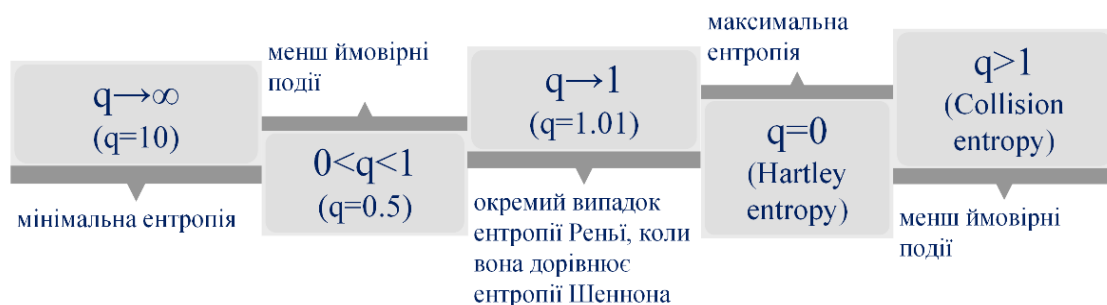 q→∞
(q=10)
мінімальна ентропія
менш ймовірні
події
0<q<1
(q=0.5)
q→1
(q=1.01)
окремий випадок
ентропії Реньї, коли
вона дорівнює
ентропії Шеннона
максимальна
ентропія
q=0
(Hartley
entropy)
q>1
(Collision
entropy)
менш ймовірні
події